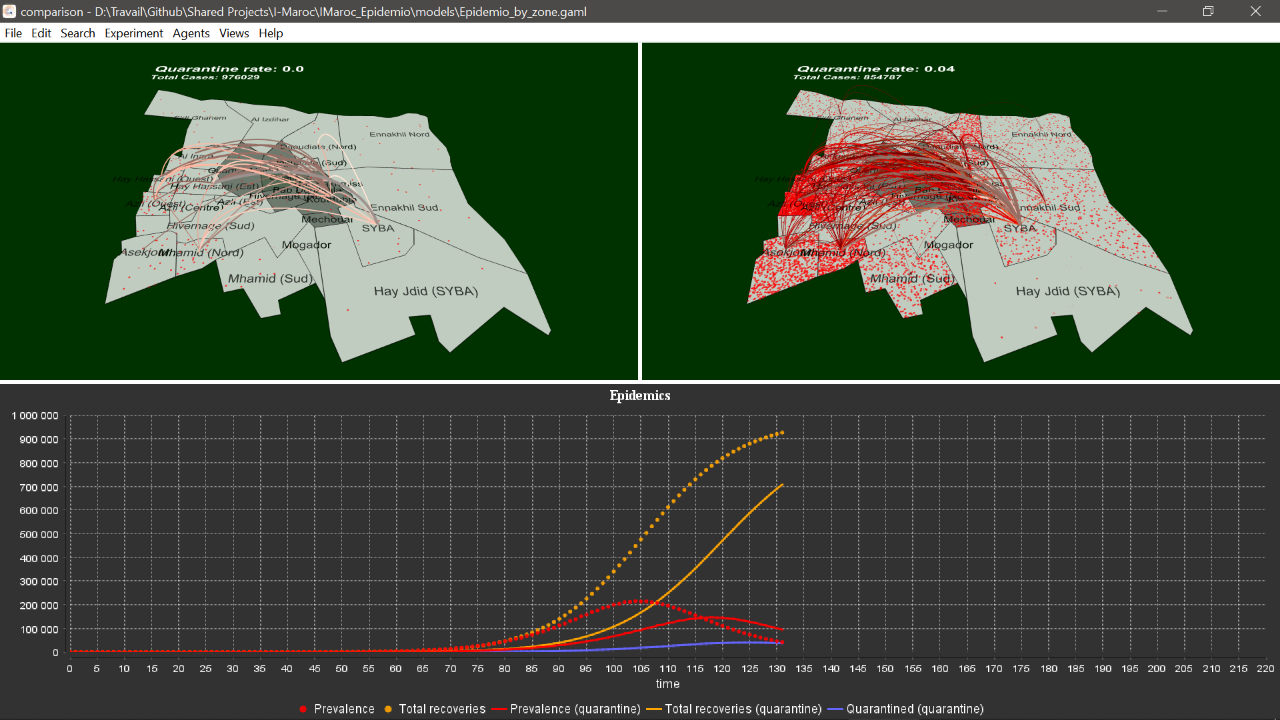 comparison - D:\Travail\Github\Shared Projects\I-Maroc\IMaroc_Epidemio\models\Epidemio_by_zone.gaml
File Edit Search Experiment Agents Views Help
Quarantine rate: 0.0
Total Cases: 976029
Al Izdihar
Ennakhil Nord
(Nord)
(Sud)
Hay Hassani (Est)
Azli (Est)
Azli (Centre)
Ennakhil Sud
Mechouar
Hivernage (Sud)
SYBA
Mogador
Mhamid (Nord)
Mhamid (Sud)
Hay Jdid (SYBA)
Quarantine rate: 0.04
Total Cases: 854787
Ghanem
Ennakhil Nord
(Centre)
Ennakhil Sud
Mechouar
Hivernage (Sud)
SYBA
Mogador
Mhamid (Nord)
Mhamid (Sud)
Hay Jdid (SYBA)
Epidemics
1 000 000
900 000
800 000
700 000
600 000
500 000
400 000
300 000
200 000
100 000
0
0 5 10 15 20 25 30 35 40 45 50 55 60 65 70 75 80 85 90 95 100 105 110 115 120 125 130 135 140 145 150 155 160 165 170 175 180 185 190 195 200 205 210 215 220
time
Prevalence Total recoveries Prevalence (quarantine) Total recoveries (quarantine) Quarantined (quarantine)